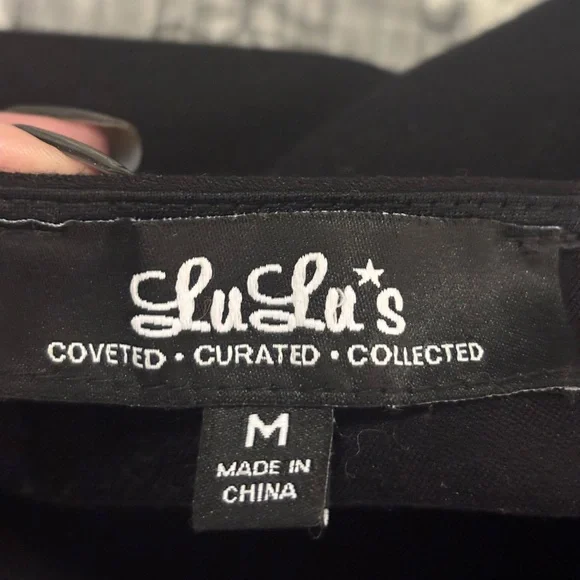 LuLu's
COVETED • CURATED • COLLECTED
M
MADE IN
CHINA